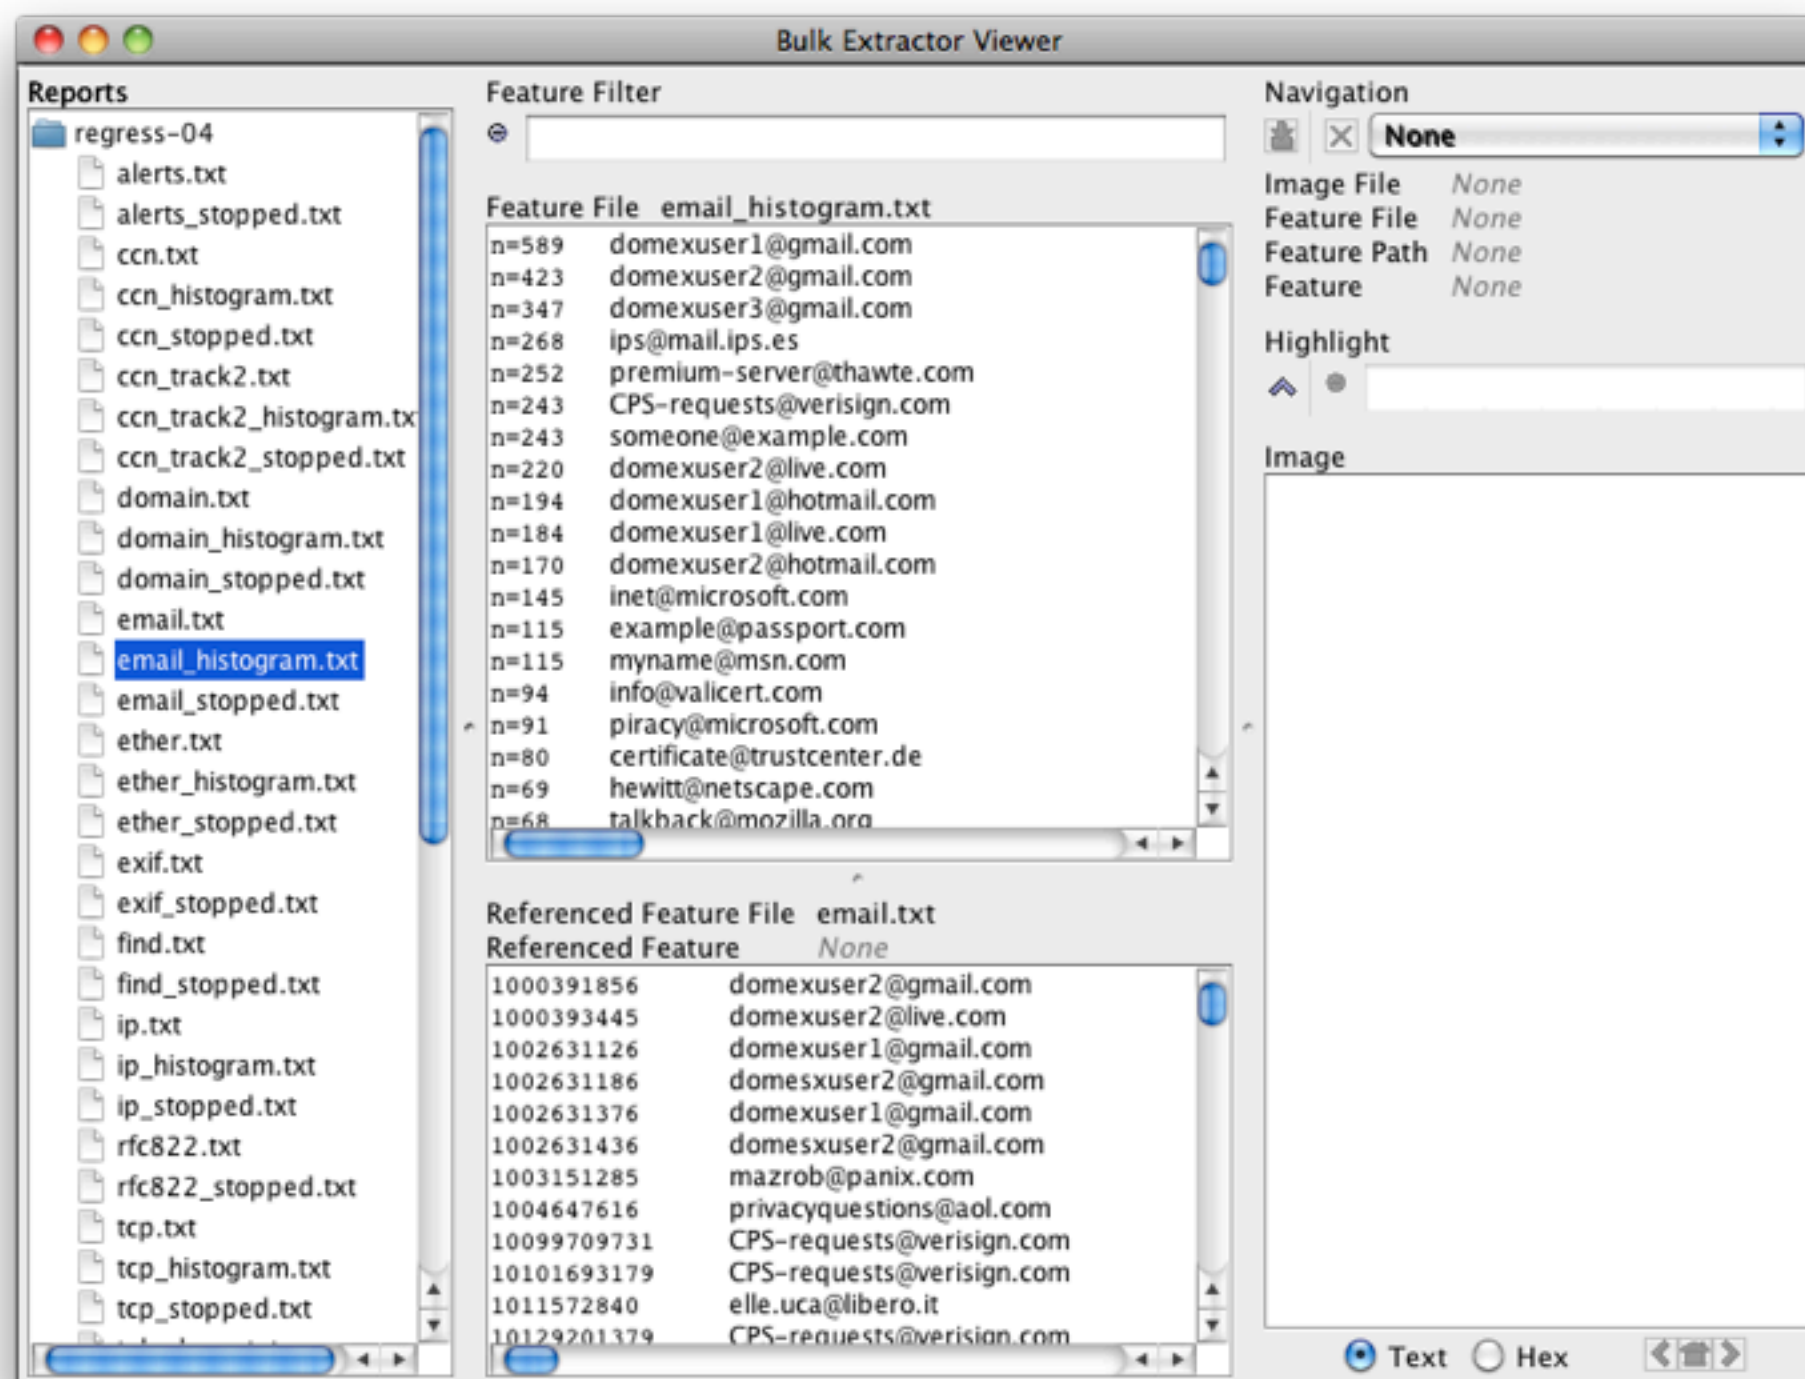 Bulk Extractor Viewer
Reports
regress-04
alerts.txt
alerts_stopped.txt
ccn.txt
ccn_histogram.txt
ccn_stopped.txt
ccn_track2.txt
ccn_track2_histogram.tx
ccn_track2_stopped.txt
domain.txt
domain_histogram.txt
domain_stopped.txt
email.txt
email_histogram.txt
email_stopped.txt
ether.txt
ether_histogram.txt
ether_stopped.txt
exif.txt
exif_stopped.txt
find.txt
find_stopped.txt
ip.txt
ip_histogram.txt
ip_stopped.txt
rfc822.txt
rfc822_stopped.txt
tcp.txt
tcp_histogram.txt
tcp_stopped.txt
Feature Filter
Feature File email_histogram.txt
n=589 domexuser1@gmail.com
n=423 domexuser2@gmail.com
n=347 domexuser3@gmail.com
n=268 ips@mail.ips.es
n=252 premium-server@thawte.com
n=243 CPS-requests@verisign.com
n=243 someone@example.com
n=220 domexuser2@live.com
n=194 domexuser1@hotmail.com
n=184 domexuser1@live.com
n=170 domexuser2@hotmail.com
n=145 inet@microsoft.com
n=115 example@passport.com
n=115 myname@msn.com
n=94 info@valicert.com
n=91 piracy@microsoft.com
n=80 certificate@trustcenter.de
n=69 hewitt@netscape.com
n=68 talkback@mozilla.org
Referenced Feature File email.txt
Referenced Feature None
1000391856 domexuser2@gmail.com
1000393445 domexuser2@live.com
1002631126 domexuser1@gmail.com
1002631186 domesxuser2@gmail.com
1002631376 domexuser1@gmail.com
1002631436 domesxuser2@gmail.com
1003151285 mazrob@panix.com
1004647616 privacyquestions@aol.com
10099709731 CPS-requests@verisign.com
10101693179 CPS-requests@verisign.com
1011572840 elle.uca@libero.it
10129201379 CPS-requests@verisign.com
Navigation
None
Image File None
Feature File None
Feature Path None
Feature None
Highlight
Image
Text Hex